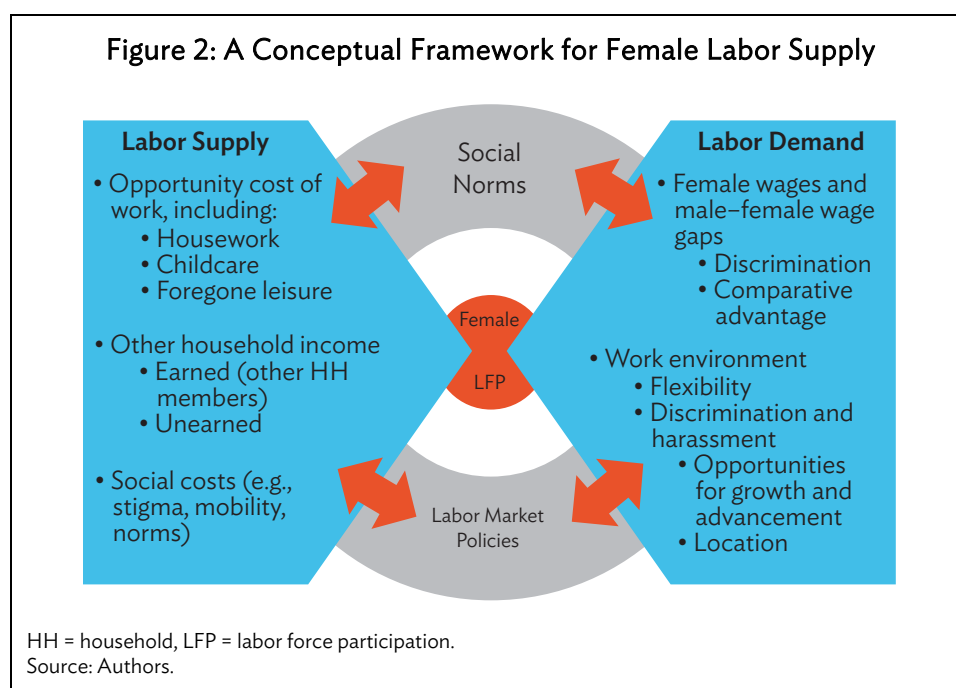 Figure 2: A Conceptual Framework for Female Labor Supply
Labor Supply
• Opportunity cost of
work, including:
• Housework
• Childcare
• Foregone leisure
• Other household income
• Earned (other HH
members)
• Unearned
• Social costs (e.g.,
stigma, mobility,
norms)
Social
Norms
Female
LFP
Labor Market
Policies
Labor Demand
• Female wages and
male–female wage
gaps
• Discrimination
• Comparative
advantage
• Work environment
• Flexibility
• Discrimination and
harassment
• Opportunities
for growth and
advancement
• Location
HH = household, LFP = labor force participation.
Source: Authors.